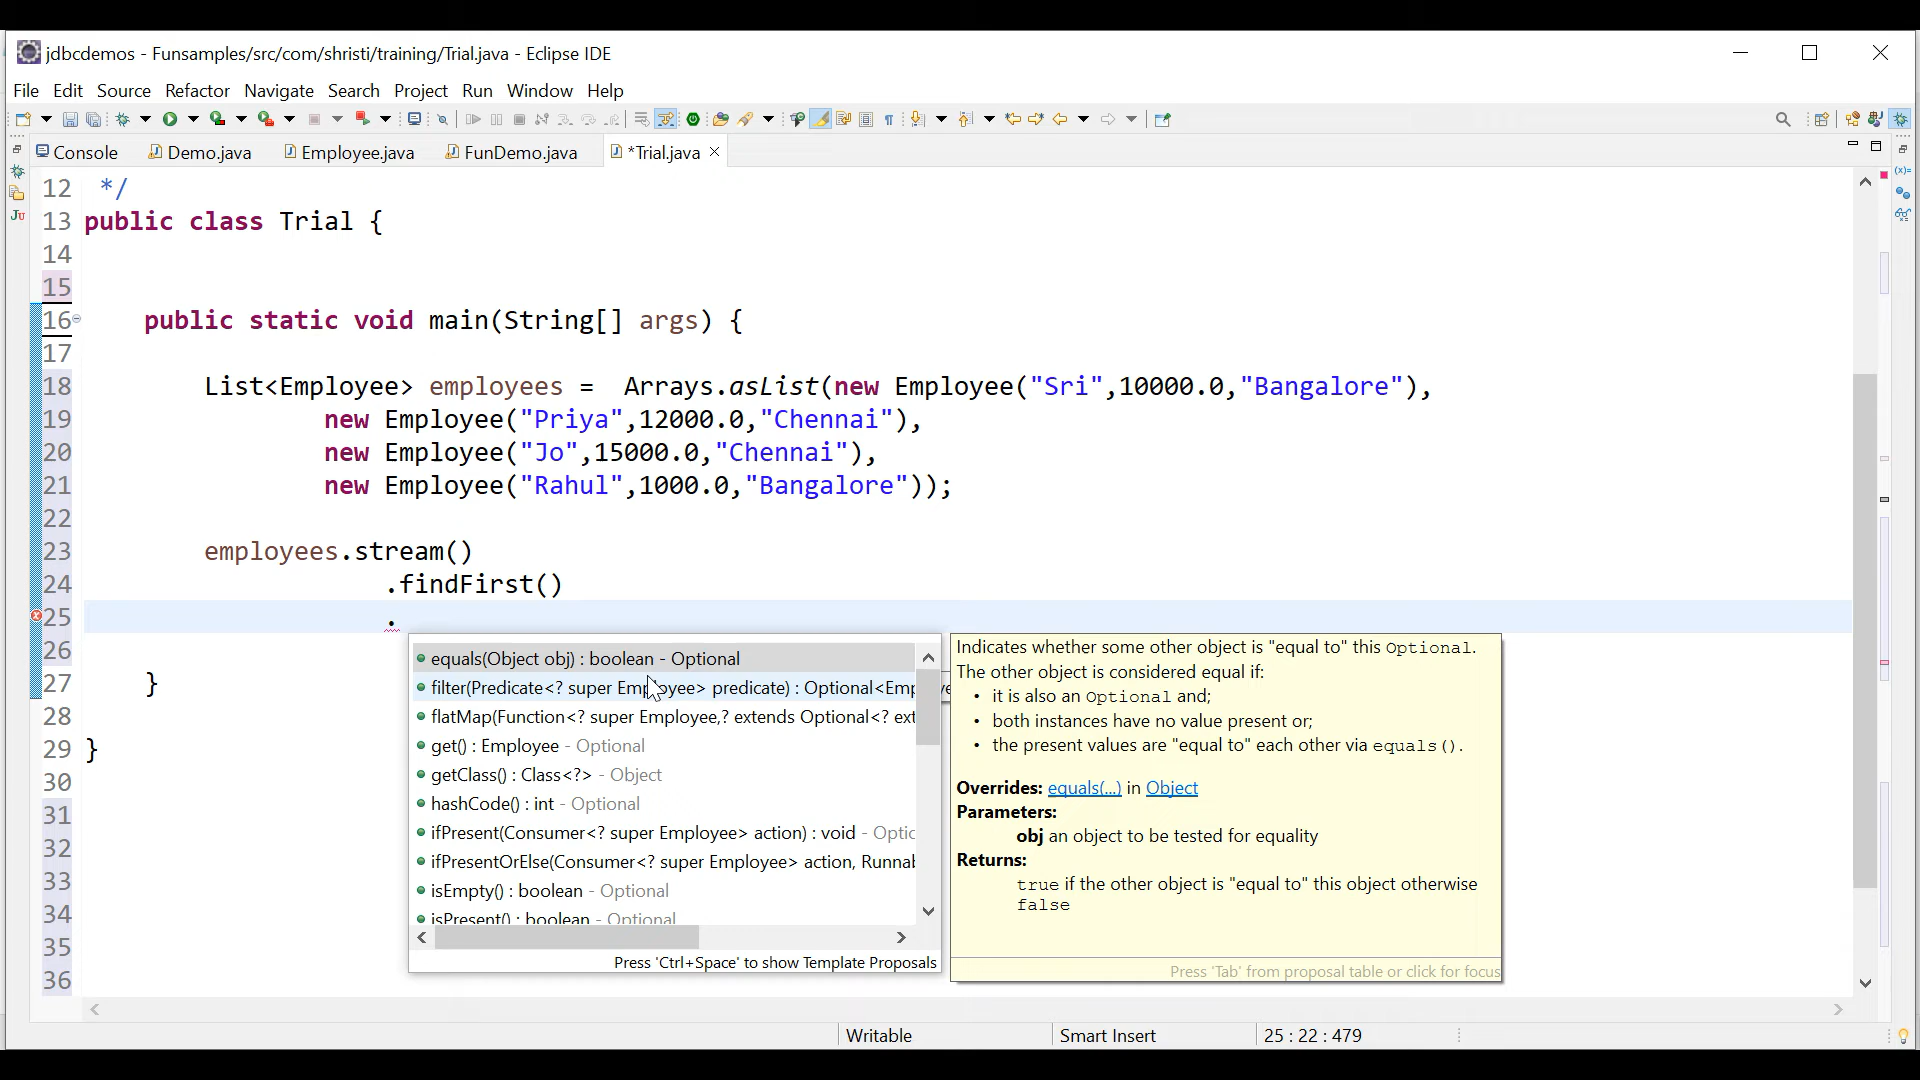 jdbcdemos - Funsamples/src/com/shristi/training/Trial.java - Eclipse IDE
File Edit Source Refactor Navigate Search Project Run Window Help
Console Demo.java Employee.java FunDemo.java *Trial.java
12 */
13 public class Trial {
14
15
16 public static void main(String[] args) {
17
18 List<Employee> employees = Arrays.asList(new Employee("Sri",10000.0,"Bangalore"),
19 new Employee("Priya",12000.0,"Chennai"),
20 new Employee("Jo",15000.0,"Chennai"),
21 new Employee("Rahul",1000.0,"Bangalore"));
22
23 employees.stream()
24 .findFirst()
25 .
26
27 }
28
29 }
30
31
32
33
34
35
36
equals(Object obj) : boolean - Optional
filter(Predicate<? super Employee> predicate) : Optional<Emp
flatMap(Function<? super Employee,? extends Optional<? ext
get() : Employee - Optional
getClass() : Class<?> - Object
hashCode() : int - Optional
ifPresent(Consumer<? super Employee> action) : void - Optic
ifPresentOrElse(Consumer<? super Employee> action, Runnal
isEmpty() : boolean - Optional
isPresent() : boolean - Optional
Press 'Ctrl+Space' to show Template Proposals
Indicates whether some other object is "equal to" this Optional.
The other object is considered equal if:
• it is also an Optional and;
• both instances have no value present or;
• the present values are "equal to" each other via equals().
Overrides: equals(...) in Object
Parameters:
obj an object to be tested for equality
Returns:
true if the other object is "equal to" this object otherwise
false
Press 'Tab' from proposal table or click for focus
Writable Smart Insert 25 : 22 : 479